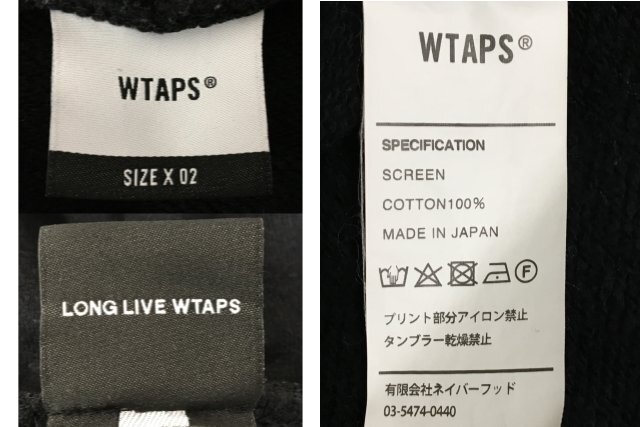 WTAPS®
SIZE X 02
LONG LIVE WTAPS
WTAPS®
SPECIFICATION
SCREEN
COTTON100%
MADE IN JAPAN
F
プリント部分アイロン禁止
タンブラー乾燥禁止
有限会社ネイバーフッド
03-5474-0440